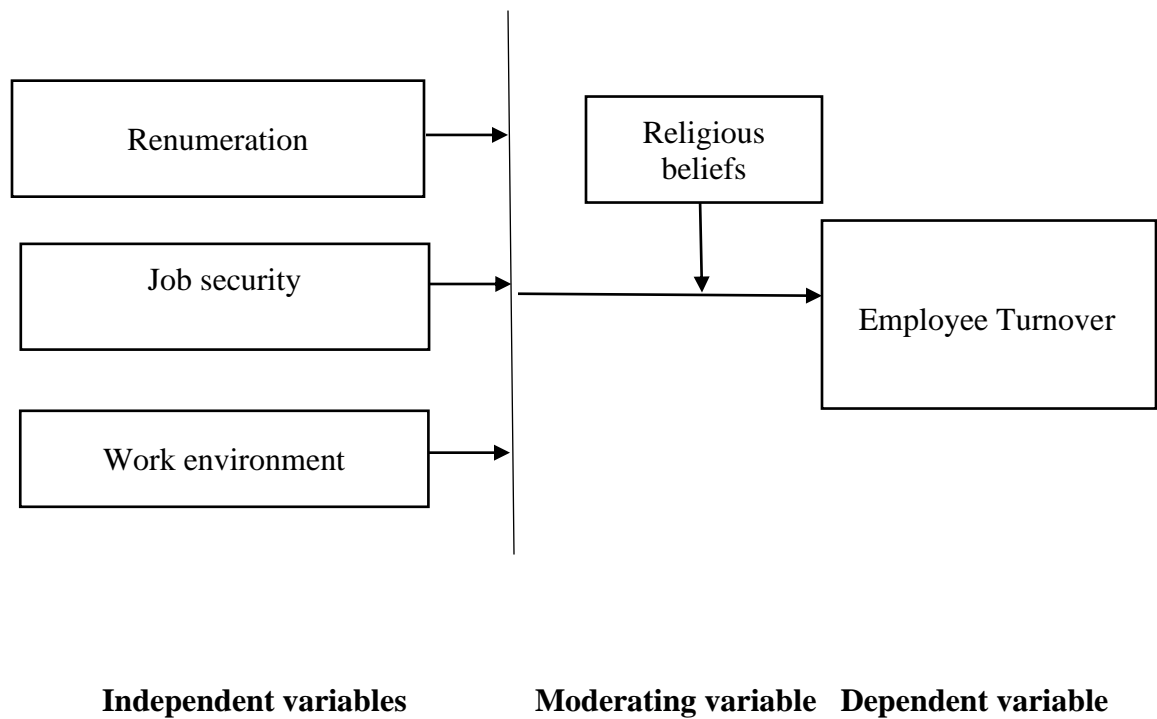 Renumeration
Religious
beliefs
Job security
Employee Turnover
Work environment
Independent variables Moderating variable Dependent variable